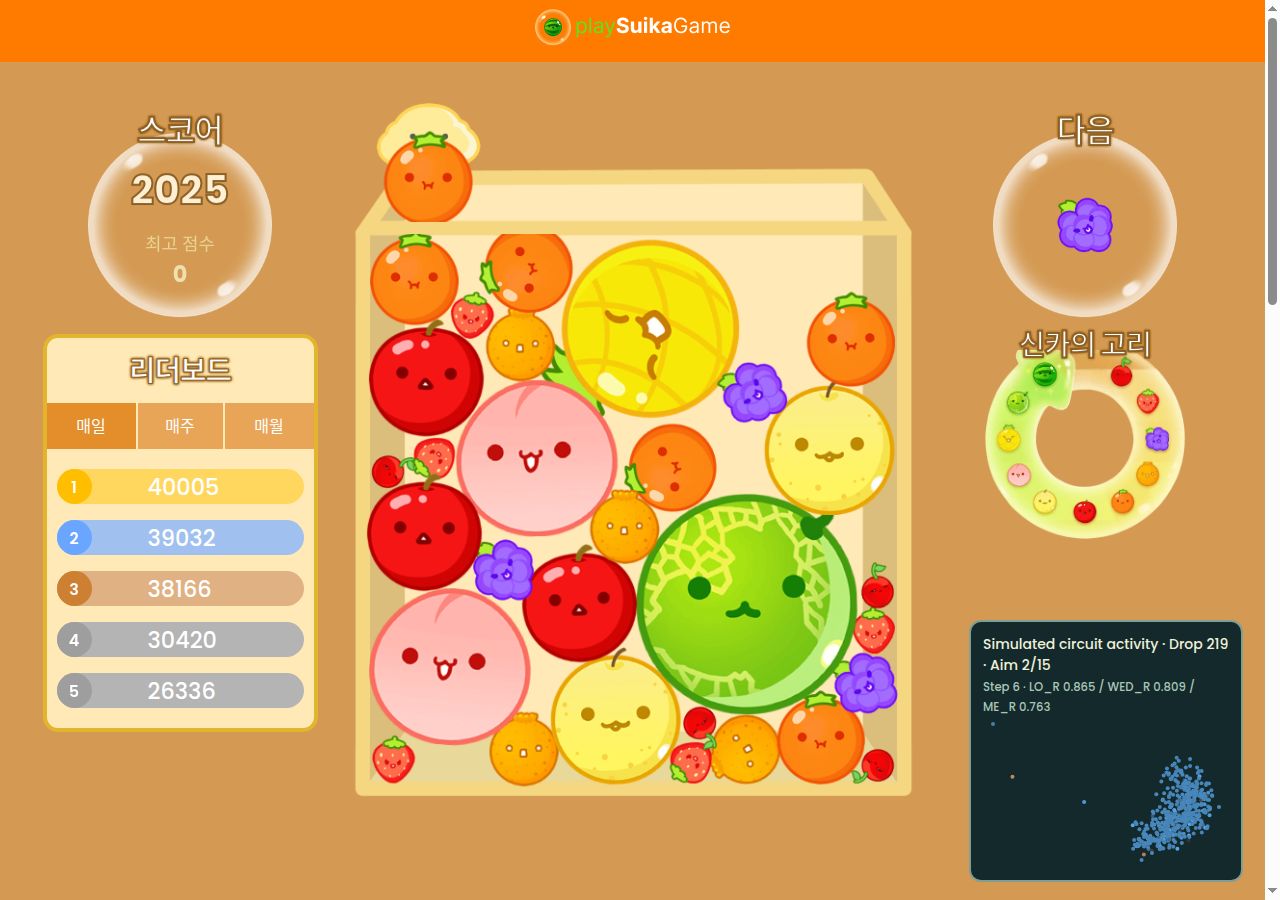 playSuikaGame
스코어
2025
최고 점수
0
다음
신카의 고리
리더보드
매일 매주 매월
1 40005
2 39032
3 38166
4 30420
5 26336
Simulated circuit activity · Drop 219
· Aim 2/15
Step 6 · LO_R 0.865 / WED_R 0.809 /
ME_R 0.763